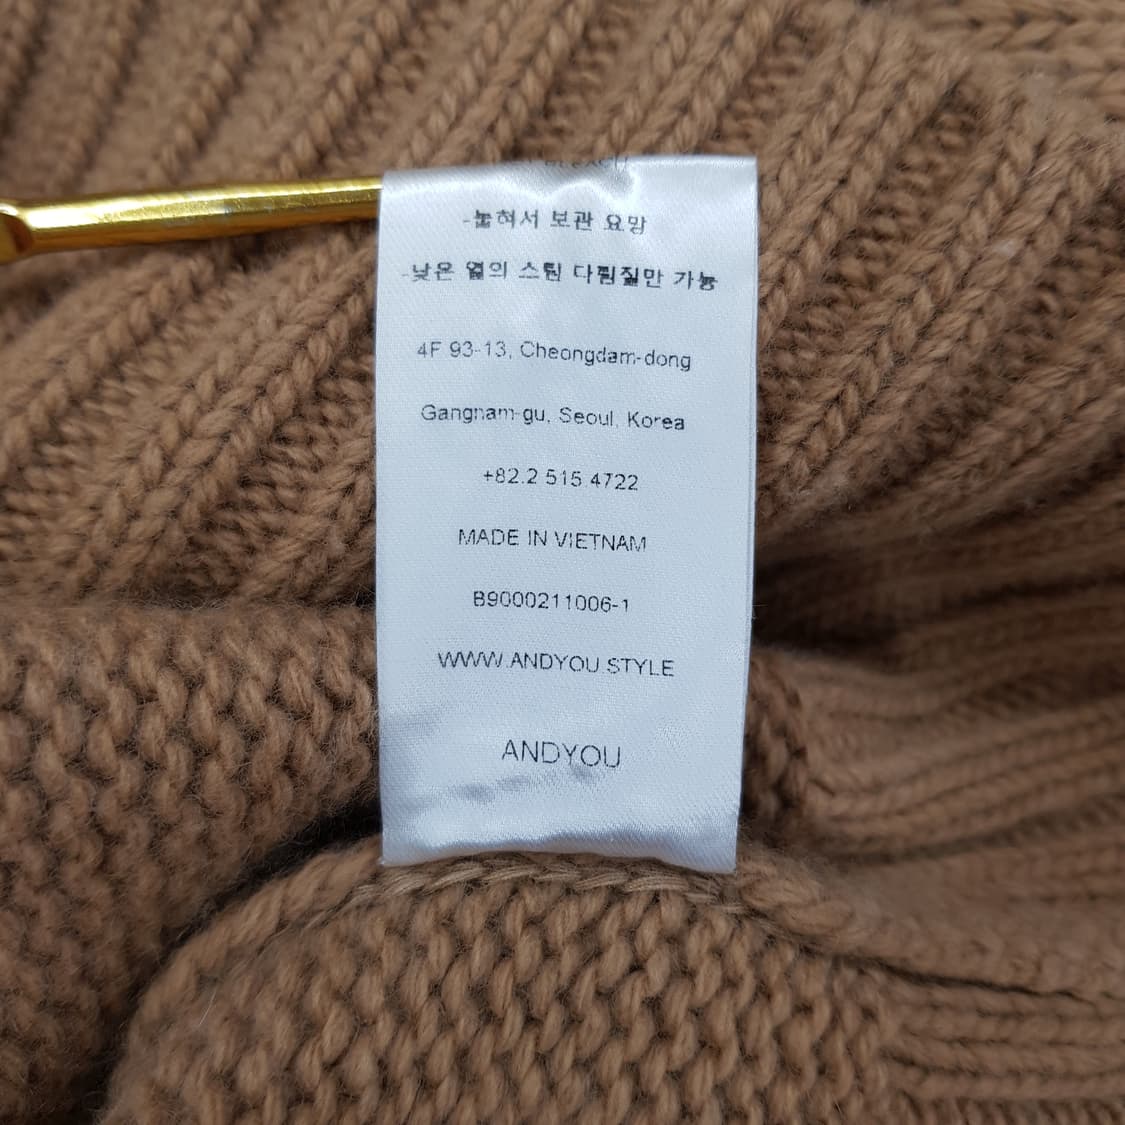 -눕혀서 보관 요망
-낮은 열의 스팀 다림질만 가능
4F 93-13, Cheongdam-dong
Gangnam-gu, Seoul, Korea
+82.2 515 4722
MADE IN VIETNAM
B9000211006-1
WWW.ANDYOU.STYLE
ANDYOU